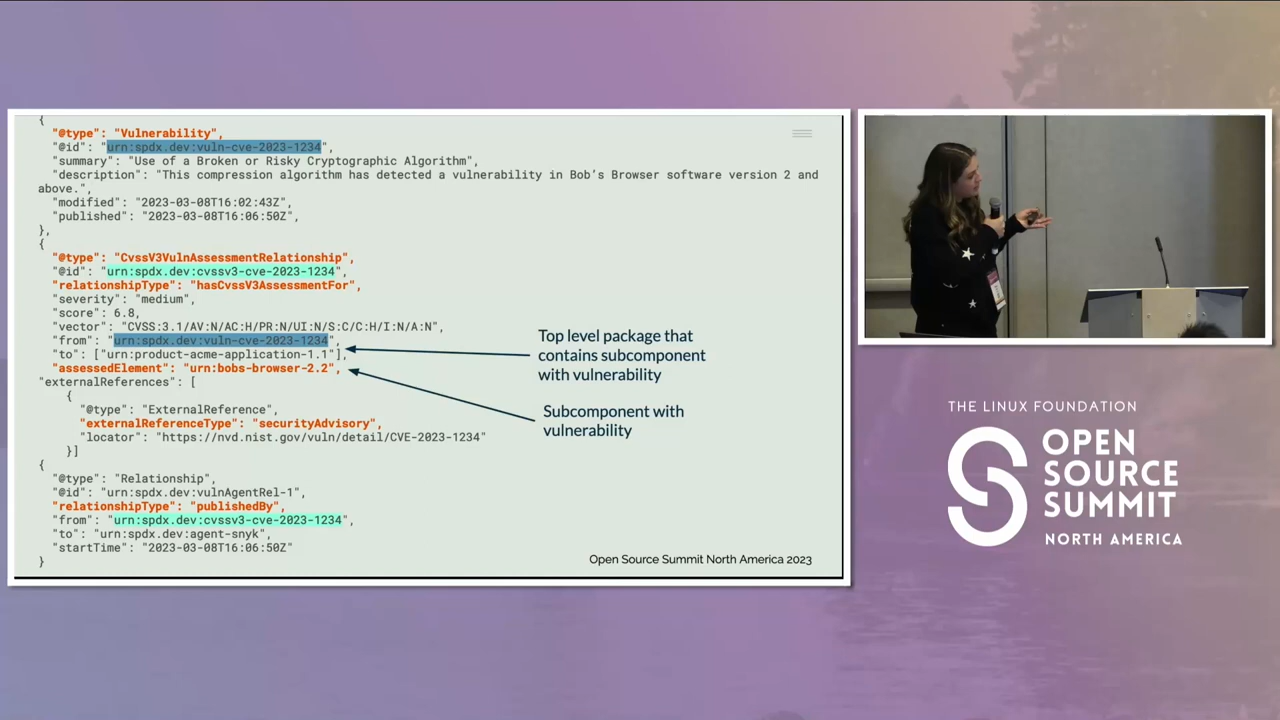 {
"@type": "Vulnerability",
"@id": "urn:spdx.dev:vuln-cve-2023-1234",
"summary": "Use of a Broken or Risky Cryptographic Algorithm",
"description": "This compression algorithm has detected a vulnerability in Bob's Browser software version 2 and
above.",
"modified": "2023-03-08T16:02:43Z",
"published": "2023-03-08T16:06:50Z",
},
{
"@type": "CvssV3VulnAssessmentRelationship",
"@id": "urn:spdx.dev:cvssv3-cve-2023-1234",
"relationshipType": "hasCvssV3AssessmentFor",
"severity": "medium",
"score": 6.8,
"vector": "CVSS:3.1/AV:N/AC:H/PR:N/UI:N/S:C/C:H/I:N/A:N",
"from": "urn:spdx.dev:vuln-cve-2023-1234",
"to": ["urn:product-acme-application-1.1"],
"assessedElement": "urn:bobs-browser-2.2",
"externalReferences": [
{
"@type": "ExternalReference",
"externalReferenceType": "securityAdvisory",
"locator": "https://nvd.nist.gov/vuln/detail/CVE-2023-1234"
}]
{
"@type": "Relationship",
"@id": "urn:spdx.dev:vulnAgentRel-1",
"relationshipType": "publishedBy",
"from": "urn:spdx.dev:cvssv3-cve-2023-1234",
"to": "urn:spdx.dev:agent-snyk",
"startTime": "2023-03-08T16:06:50Z"
}
Top level package that
contains subcomponent
with vulnerability
Subcomponent with
vulnerability
Open Source Summit North America 2023
THE LINUX FOUNDATION
OPEN
SOURCE
SUMMIT
NORTH AMERICA